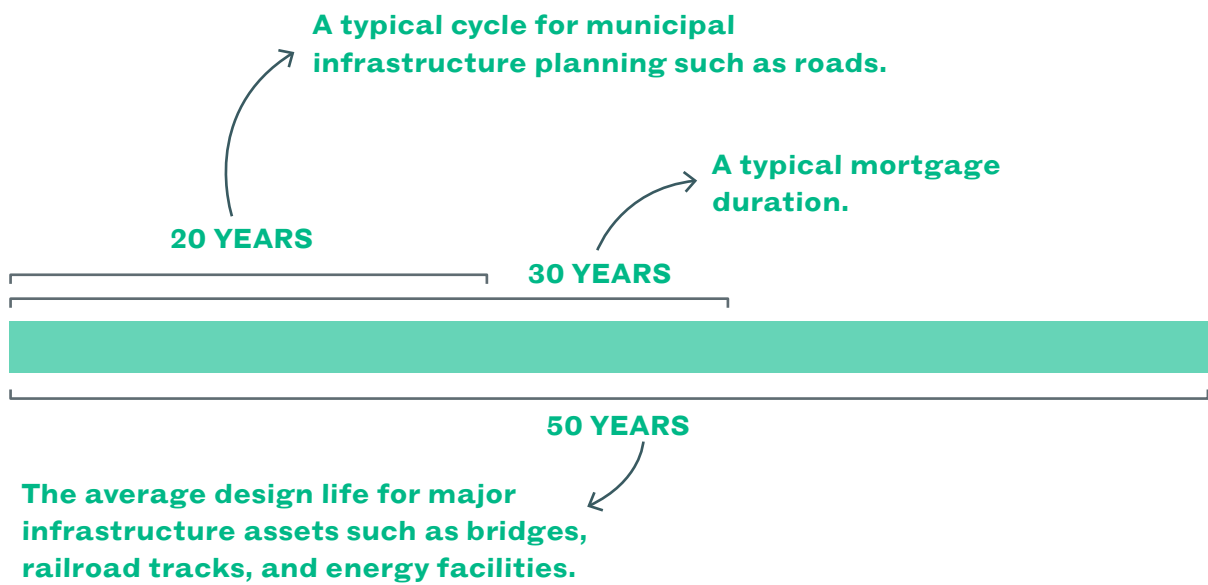 A typical cycle for municipal
infrastructure planning such as roads.
A typical mortgage
duration.
20 YEARS
30 YEARS
50 YEARS
The average design life for major
infrastructure assets such as bridges,
railroad tracks, and energy facilities.